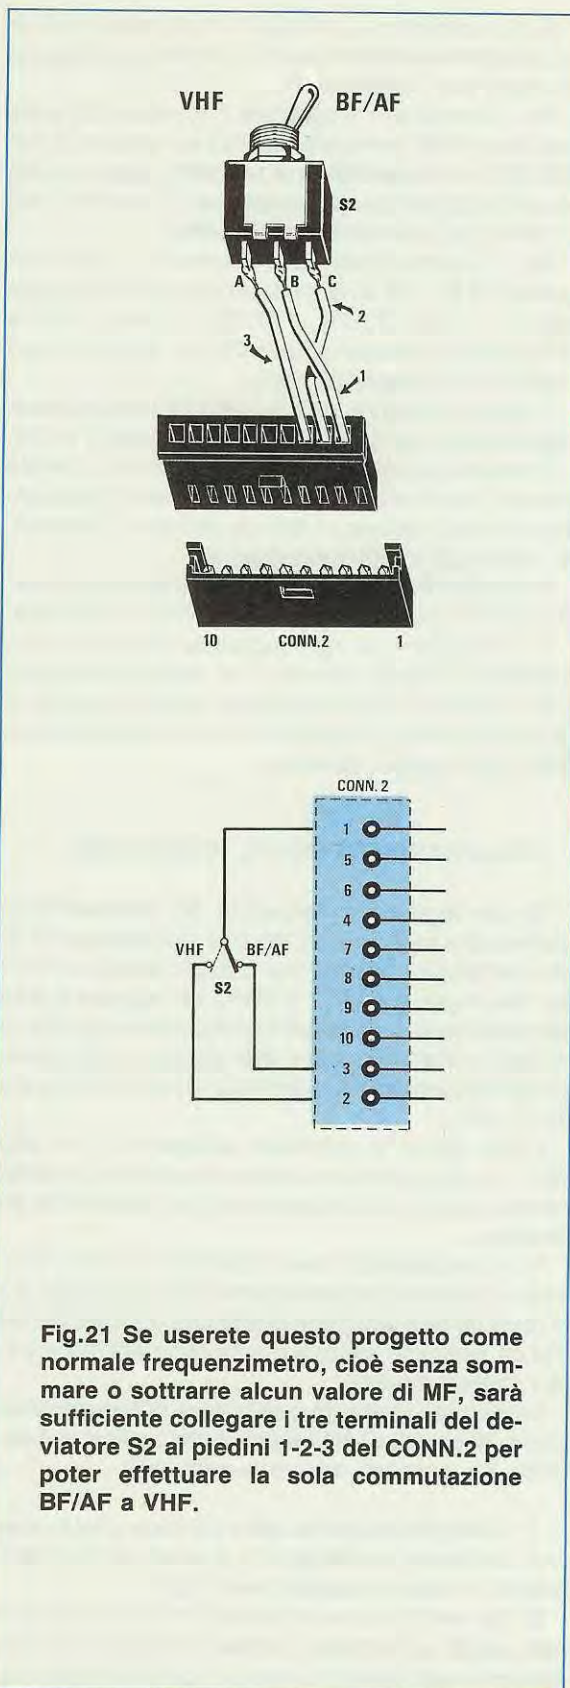 VHF BF/AF
S2
A B C
2
3
1
10 CONN.2 1
CONN. 2
1
5
6
4
VHF BF/AF
7
8
S2
9
10
3
2
Fig.21 Se userete questo progetto come
normale frequenzimetro, cioè senza som-
mare o sottrarre alcun valore di MF, sarà
sufficiente collegare i tre terminali del de-
viatore S2 ai piedini 1-2-3 del CONN.2 per
poter effettuare la sola commutazione
BF/AF a VHF.